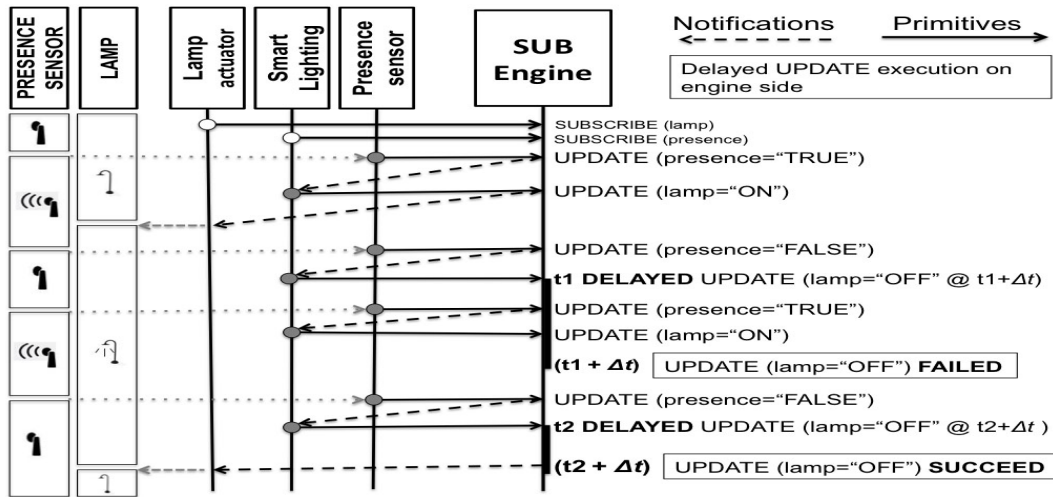 PRESENCE
SENSOR
LAMP
Lamp
actuator
Smart
Lighting
Presence
sensor
SUB
Engine
Notifications
Primitives
Delayed UPDATE execution on
engine side
SUBSCRIBE (lamp)
SUBSCRIBE (presence)
UPDATE (presence=“TRUE”)
UPDATE (lamp=“ON”)
UPDATE (presence=“FALSE”)
t1 DELAYED UPDATE (lamp=“OFF” @ t1+Δt)
UPDATE (presence=“TRUE”)
UPDATE (lamp=“ON”)
(t1 + Δt) UPDATE (lamp=“OFF”) FAILED
UPDATE (presence=“FALSE”)
t2 DELAYED UPDATE (lamp=“OFF” @ t2+Δt )
(t2 + Δt) UPDATE (lamp=“OFF”) SUCCEED